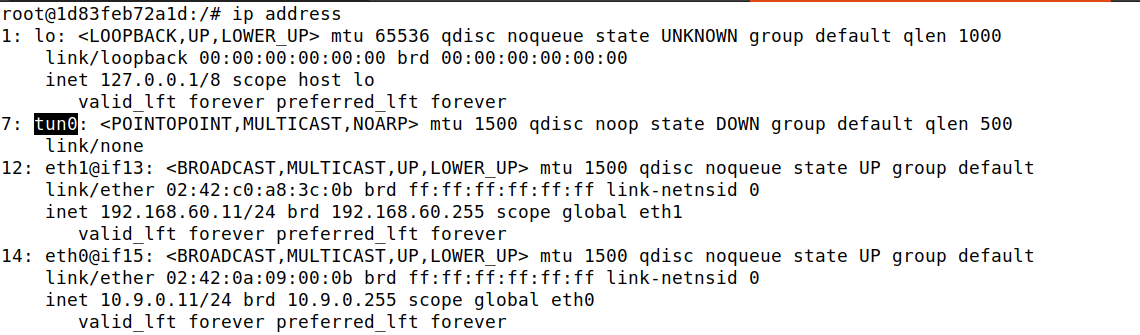 root@1d83feb72a1d:/# ip address
1: lo: <LOOPBACK,UP,LOWER_UP> mtu 65536 qdisc noqueue state UNKNOWN group default qlen 1000
    link/loopback 00:00:00:00:00:00 brd 00:00:00:00:00:00
    inet 127.0.0.1/8 scope host lo
       valid_lft forever preferred_lft forever
7: tun0: <POINTOPOINT,MULTICAST,NOARP> mtu 1500 qdisc noop state DOWN group default qlen 500
    link/none
12: eth1@if13: <BROADCAST,MULTICAST,UP,LOWER_UP> mtu 1500 qdisc noqueue state UP group default
    link/ether 02:42:c0:a8:3c:0b brd ff:ff:ff:ff:ff:ff link-netnsid 0
    inet 192.168.60.11/24 brd 192.168.60.255 scope global eth1
       valid_lft forever preferred_lft forever
14: eth0@if15: <BROADCAST,MULTICAST,UP,LOWER_UP> mtu 1500 qdisc noqueue state UP group default
    link/ether 02:42:0a:09:00:0b brd ff:ff:ff:ff:ff:ff link-netnsid 0
    inet 10.9.0.11/24 brd 10.9.0.255 scope global eth0
       valid_lft forever preferred_lft forever